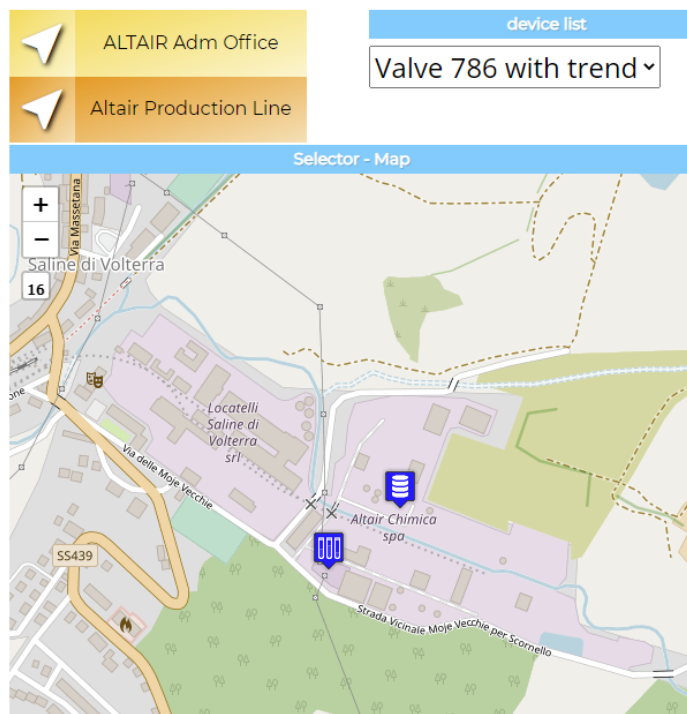 ALTAIR Adm Office
Altair Production Line
device list
Valve 786 with trend
Selector - Map
+
−
16
Via Massetana
Saline di Volterra
Locatelli
Saline di
Volterra
srl
one
Via delle Moje Vecchie
Altair Chimica
spa
SS439
Strada Vicinale Moje Vecchie per Scornello